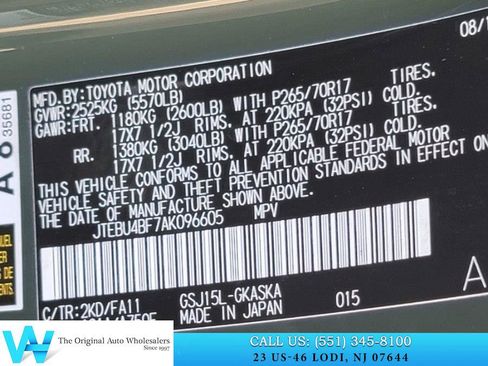 08/1
MFD.BY:TOYOTA MOTOR CORPORATION
GVWR:2525KG (5570LB)
GAWR:FRT. 1180KG (2600LB) WITH P265/70R17 TIRES.
17X7 1/2J RIMS. AT 220KPA (32PSI) COLD.
RR. 1380KG (3040LB) WITH P265/70R17 TIRES.
17X7 1/2J RIMS. AT 220KPA (32PSI) COLD.
THIS VEHICLE CONFORMS TO ALL APPLICABLE FEDERAL MOTOR
VEHICLE SAFETY AND THEFT PREVENTION STANDARDS IN EFFECT ON
THE DATE OF MANUFACTURE SHOWN ABOVE.
JTEBU4BF7AK096605 MPV
C/TR:2KD/FA11 GSJ15L-GKASKA
MADE IN JAPAN 015
A
A 8 35681
The Original Auto Wholesalers
Since 1997
CALL US: (551) 345-8100
23 US-46 LODI, NJ 07644